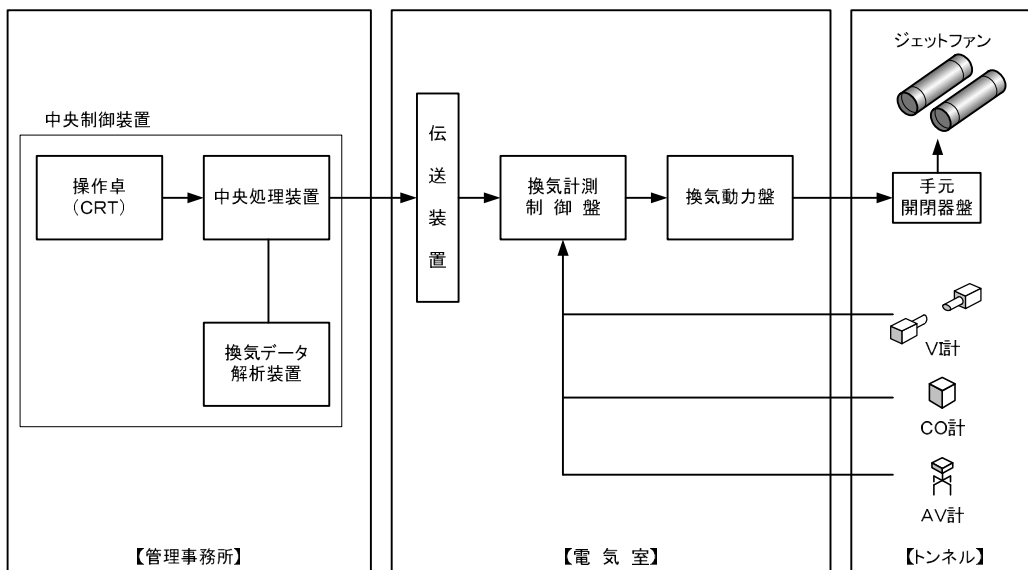 中央制御装置
操作卓
（CRT）
中央処理装置
換気データ
解析装置
【管理事務所】
伝送装置
換気計測
制 御 盤
換気動力盤
【電 気 室】
ジェットファン
手元
開閉器盤
VI計
CO計
AV計
【トンネル】